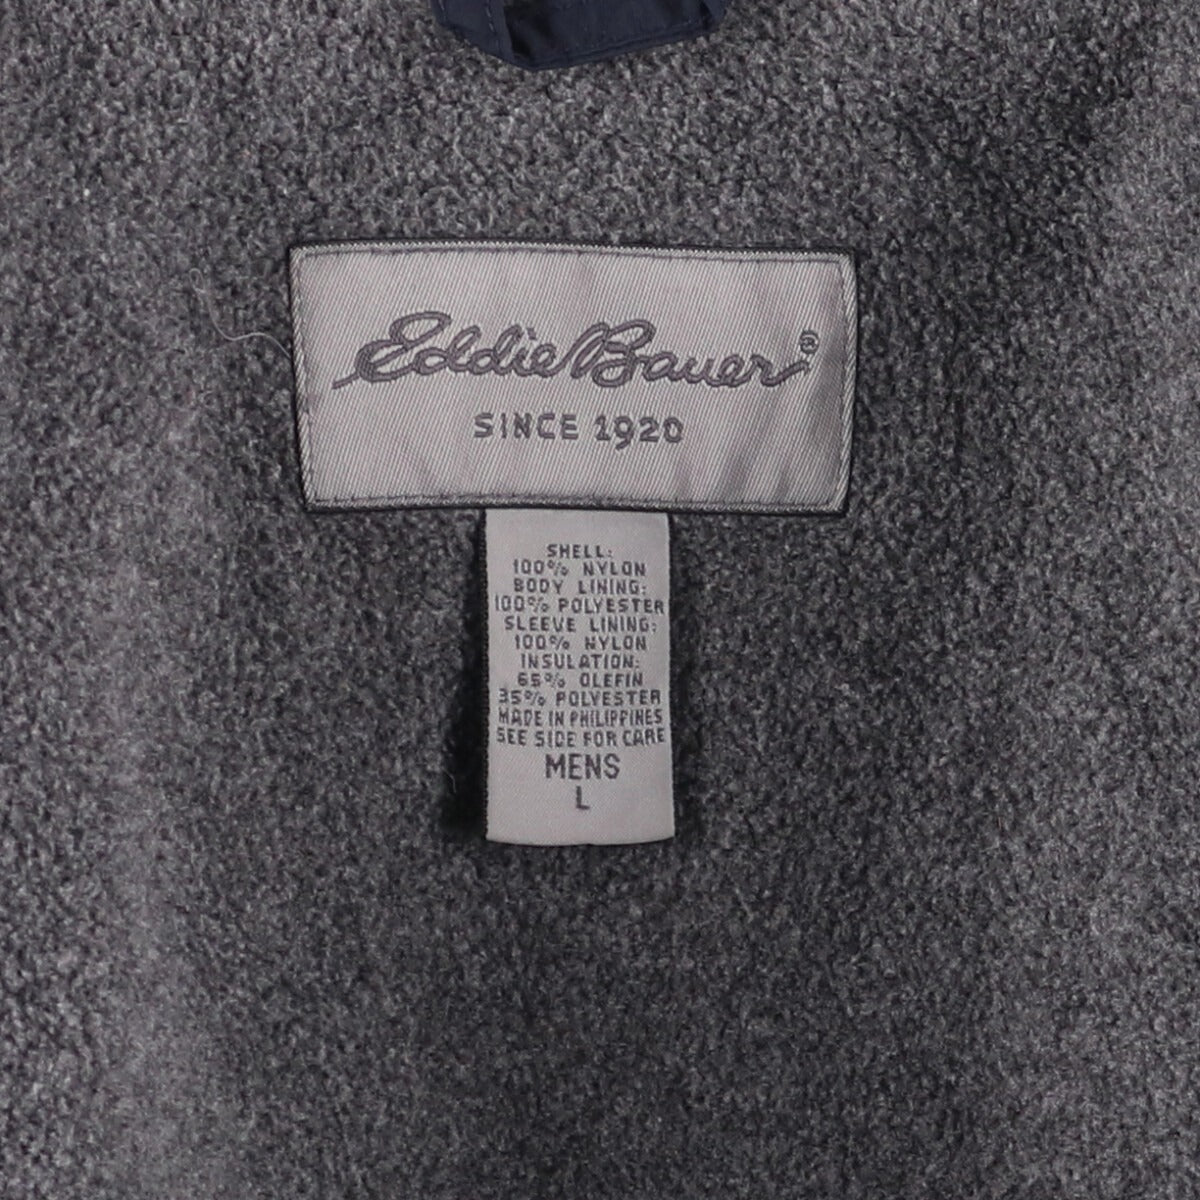 Eddie Bauer®
SINCE 1920
SHELL:
100% NYLON
BODY LINING:
100% POLYESTER
SLEEVE LINING:
100% NYLON
INSULATION:
65% OLEFIN
35% POLYESTER
MADE IN PHILIPPINES
SEE SIDE FOR CARE
MENS
L